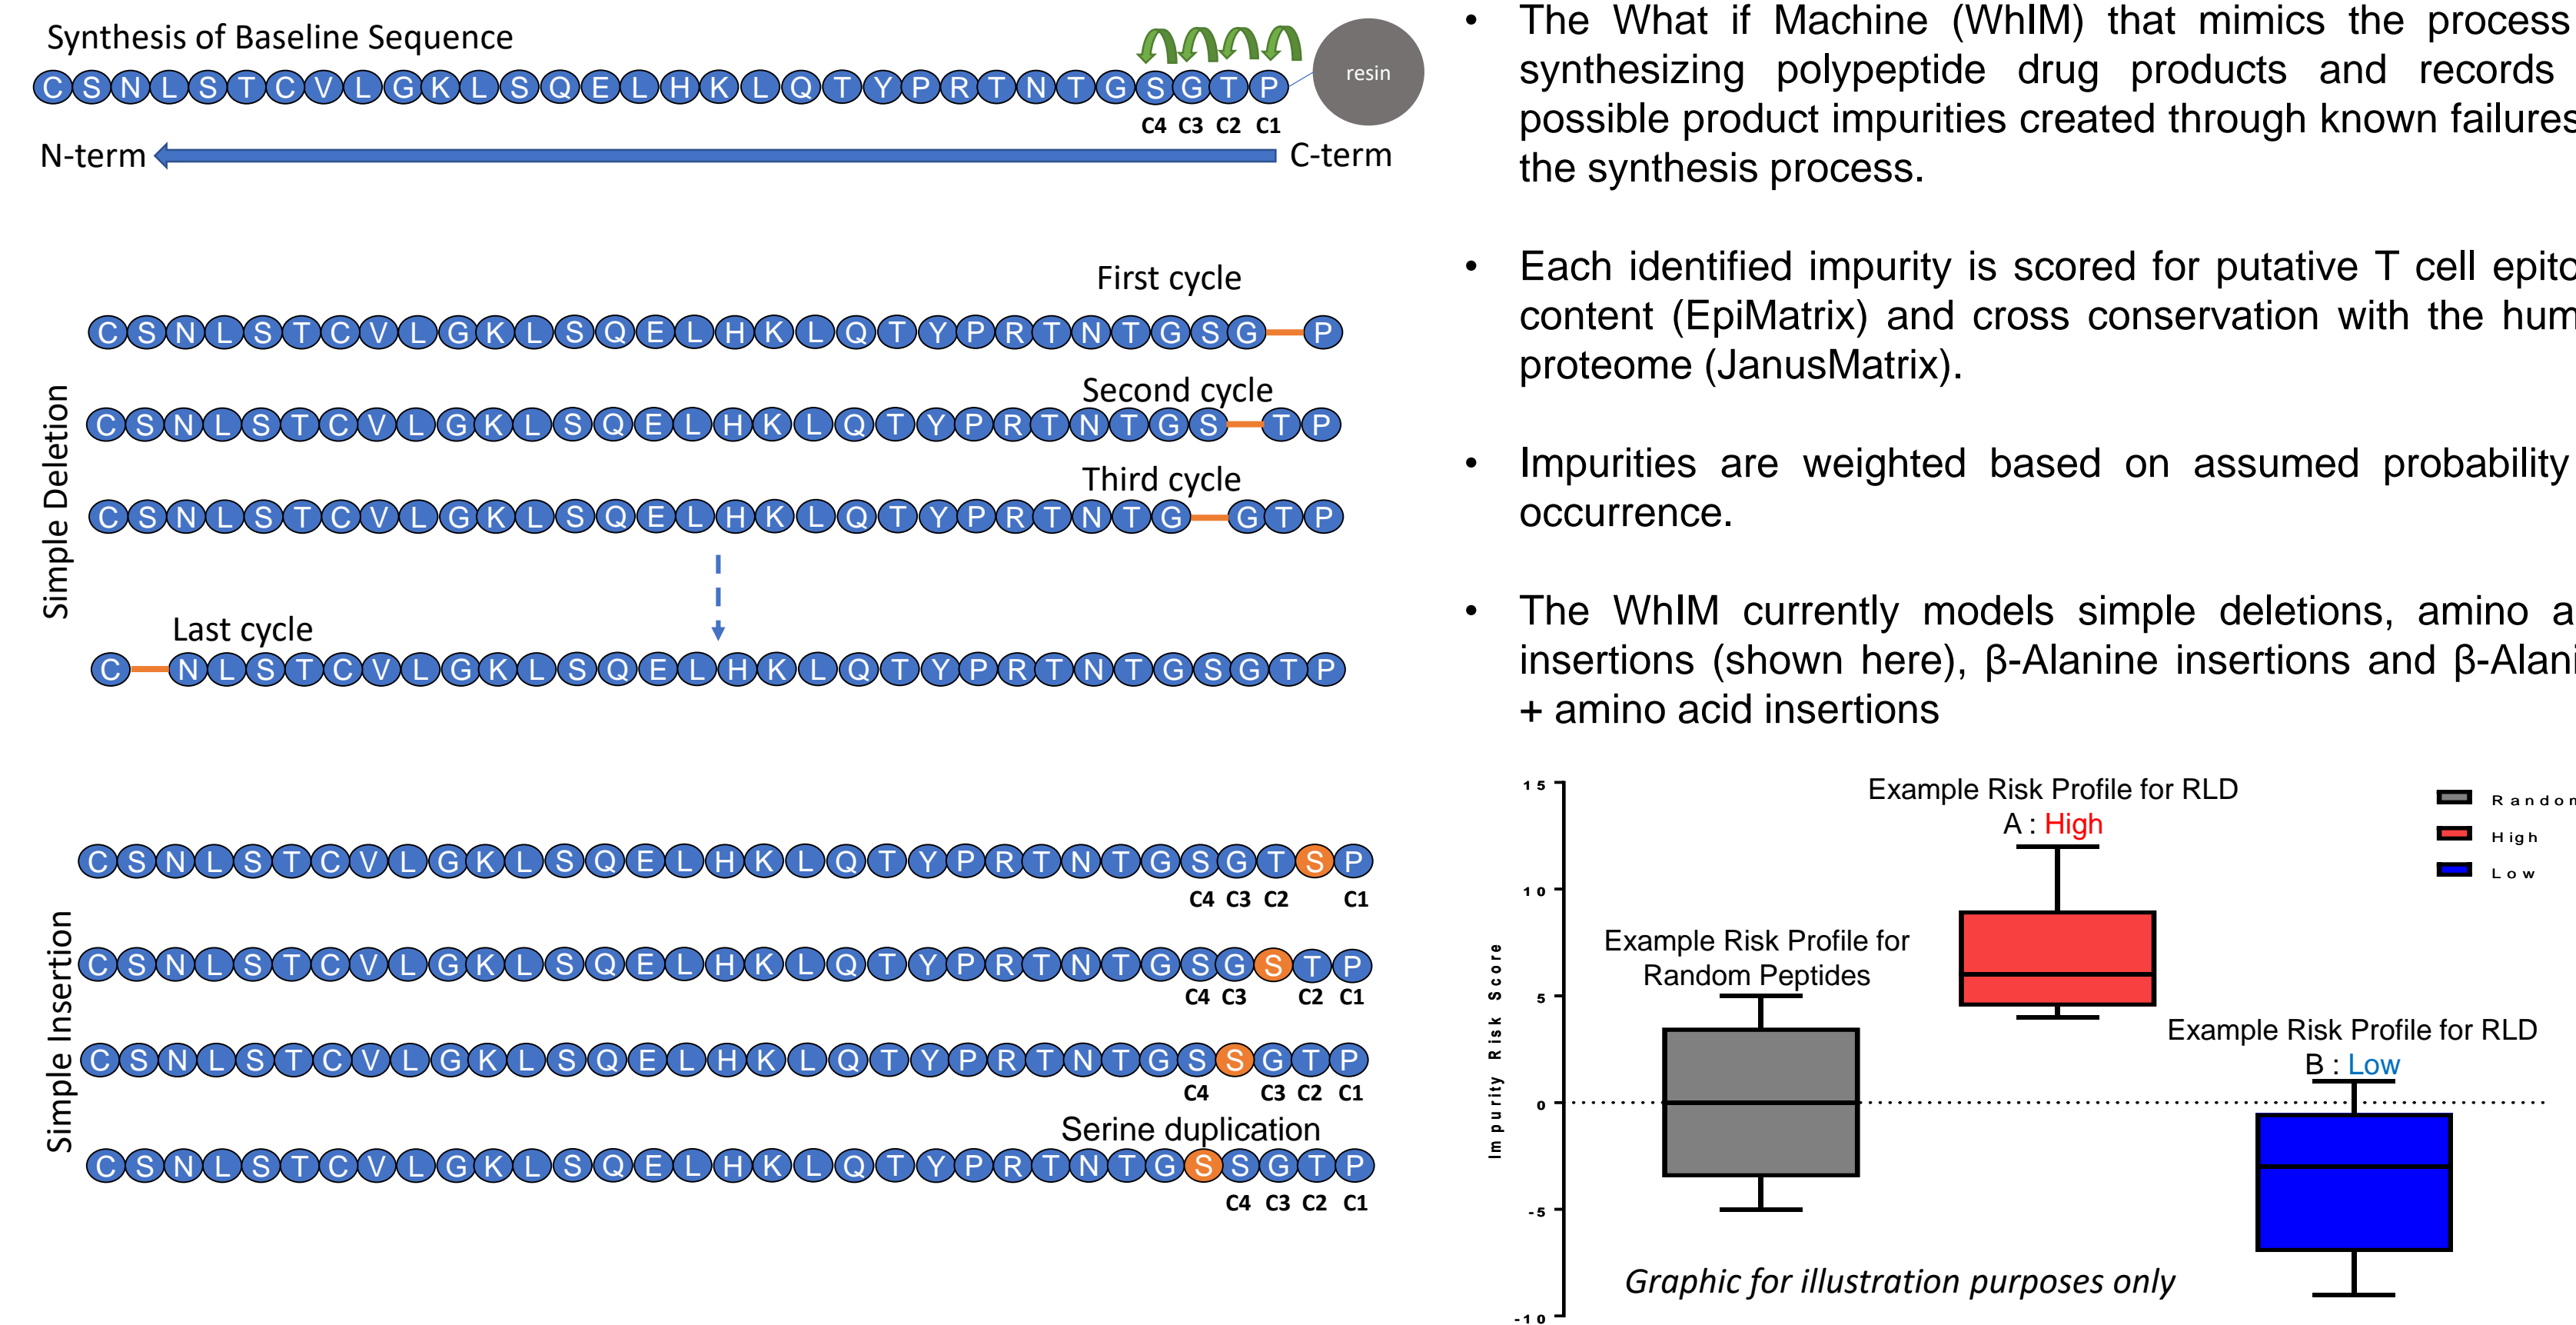 Synthesis of Baseline Sequence
C S N L S T C V L G K L S Q E L H K L Q T Y P R T N T G S G T P
resin
C4 C3 C2 C1
N-term C-term
Simple Deletion
First cycle
C S N L S T C V L G K L S Q E L H K L Q T Y P R T N T G S G P
Second cycle
C S N L S T C V L G K L S Q E L H K L Q T Y P R T N T G S T P
Third cycle
C S N L S T C V L G K L S Q E L H K L Q T Y P R T N T G G T P
Last cycle
C N L S T C V L G K L S Q E L H K L Q T Y P R T N T G S G T P
Simple Insertion
C S N L S T C V L G K L S Q E L H K L Q T Y P R T N T G S G T S P
C4 C3 C2 C1
C S N L S T C V L G K L S Q E L H K L Q T Y P R T N T G S G S T P
C4 C3 C2 C1
C S N L S T C V L G K L S Q E L H K L Q T Y P R T N T G S S G T P
C4 C3 C2 C1
Serine duplication
C S N L S T C V L G K L S Q E L H K L Q T Y P R T N T G S S G T P
C4 C3 C2 C1
• The What if Machine (WhIM) that mimics the process
synthesizing polypeptide drug products and records
possible product impurities created through known failures
the synthesis process.
• Each identified impurity is scored for putative T cell epito
content (EpiMatrix) and cross conservation with the hum
proteome (JanusMatrix).
• Impurities are weighted based on assumed probability
occurrence.
• The WhIM currently models simple deletions, amino a
insertions (shown here), β-Alanine insertions and β-Alani
+ amino acid insertions
Impurity Risk Score
15
10
5
0
-5
-10
Example Risk Profile for
Random Peptides
Example Risk Profile for RLD
A : High
Example Risk Profile for RLD
B : Low
Random
High
Low
Graphic for illustration purposes only